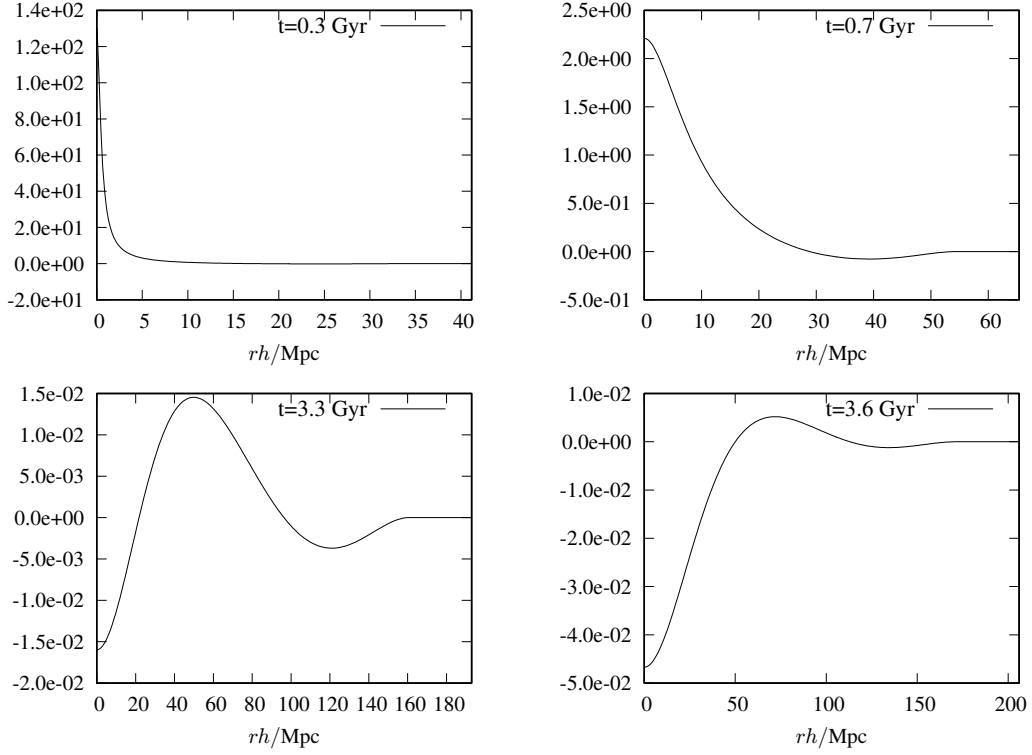 1.4e+02
1.2e+02
1.0e+02
8.0e+01
6.0e+01
4.0e+01
2.0e+01
0.0e+00
-2.0e+01
t=0.3 Gyr
0 5 10 15 20 25 30 35 40
rh/Mpc
2.5e+00
2.0e+00
1.5e+00
1.0e+00
5.0e-01
0.0e+00
-5.0e-01
t=0.7 Gyr
0 10 20 30 40 50 60
rh/Mpc
1.5e-02
1.0e-02
5.0e-03
0.0e+00
-5.0e-03
-1.0e-02
-1.5e-02
-2.0e-02
t=3.3 Gyr
0 20 40 60 80 100 120 140 160 180
rh/Mpc
1.0e-02
0.0e+00
-1.0e-02
-2.0e-02
-3.0e-02
-4.0e-02
-5.0e-02
t=3.6 Gyr
0 50 100 150 200
rh/Mpc